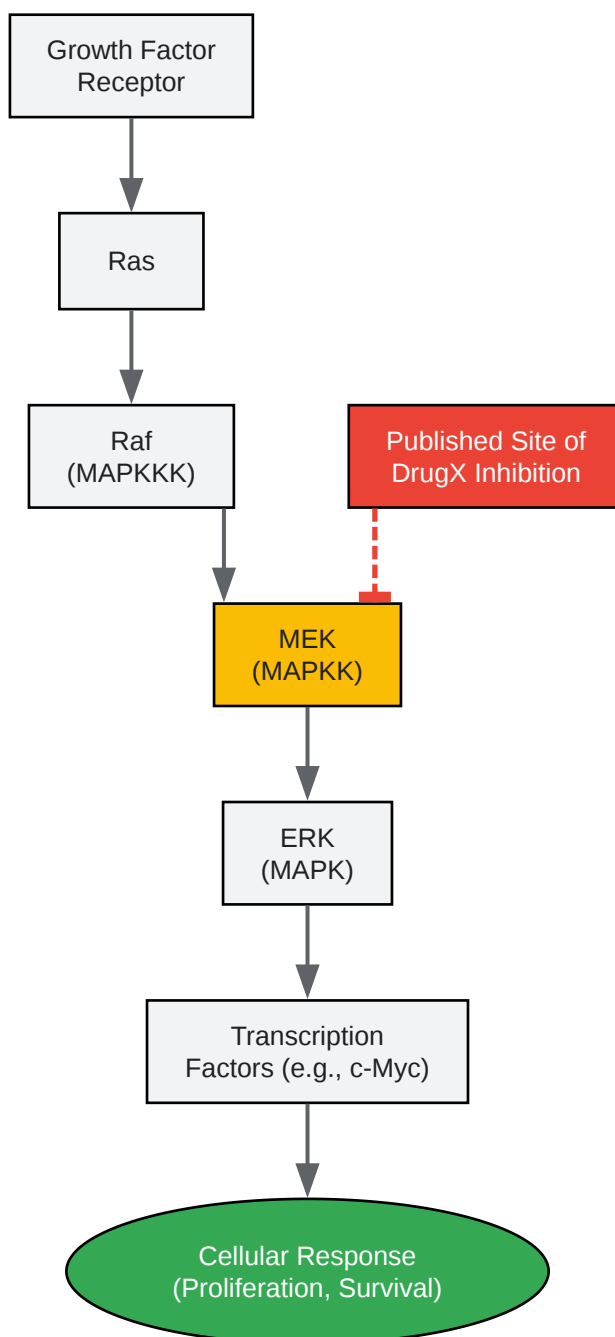 Growth Factor
Receptor
Ras
Raf
(MAPKKK)
Published Site of
DrugX Inhibition
MEK
(MAPKK)
ERK
(MAPK)
Transcription
Factors (e.g., c-Myc)
Cellular Response
(Proliferation, Survival)